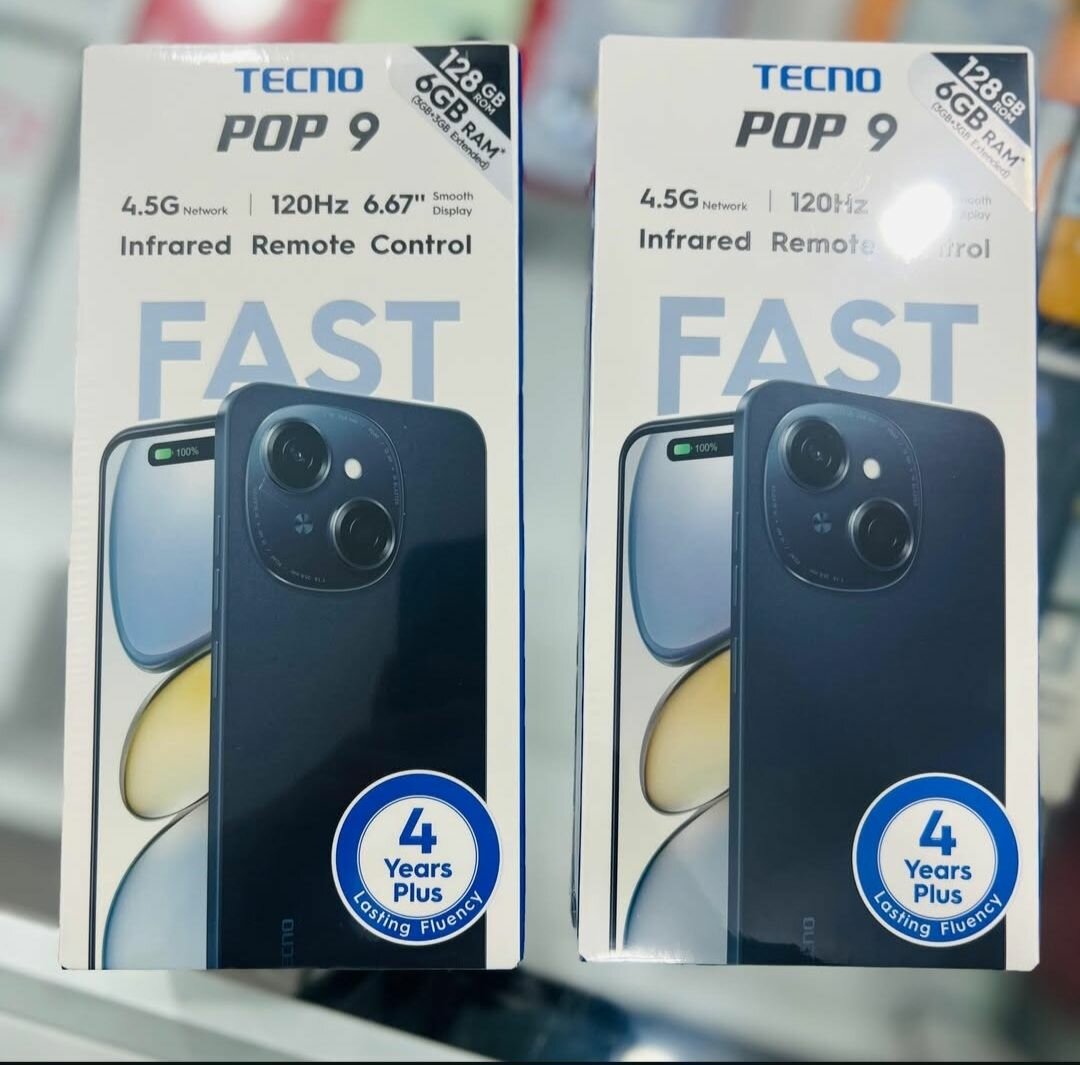 TECNO
POP 9
128 GB ROM
6GB RAM*
(3GB+3GB Extended)
4.5G Network | 120Hz 6.67" Smooth Display
Infrared Remote Control
FAST
100%
4
Years
Plus
Lasting Fluency
TECNO
POP 9
128 GB ROM
6GB RAM*
(3GB+3GB Extended)
4.5G Network | 120Hz
Infrared Remote
FAST
100%
4
Years
Plus
Lasting Fluency